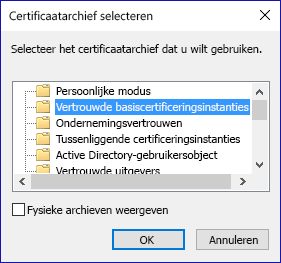 Certificaatarchief selecteren
Selecteer het certificaatarchief dat u wilt gebruiken.
Persoonlijke modus
Vertrouwde basiscertificeringsinstanties
Ondernemingsvertrouwen
Tussenliggende certificeringsinstanties
Active Directory-gebruikersobject
Vertrouwde uitgevers
Fysieke archieven weergeven
OK
Annuleren